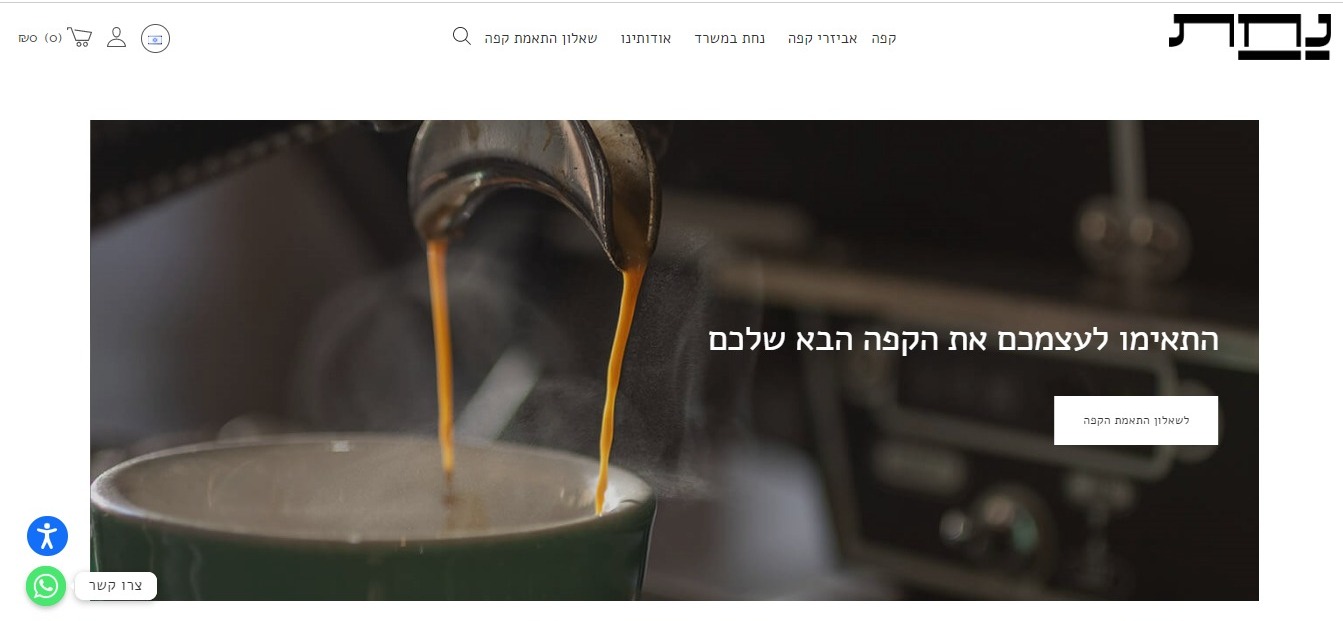 נחת
קפה
אביזרי קפה
נחת במשרד
אודותינו
שאלון התאמת קפה
(0) ₪0
התאימו לעצמכם את הקפה הבא שלכם
לשאלון התאמת הקפה
צרו קשר